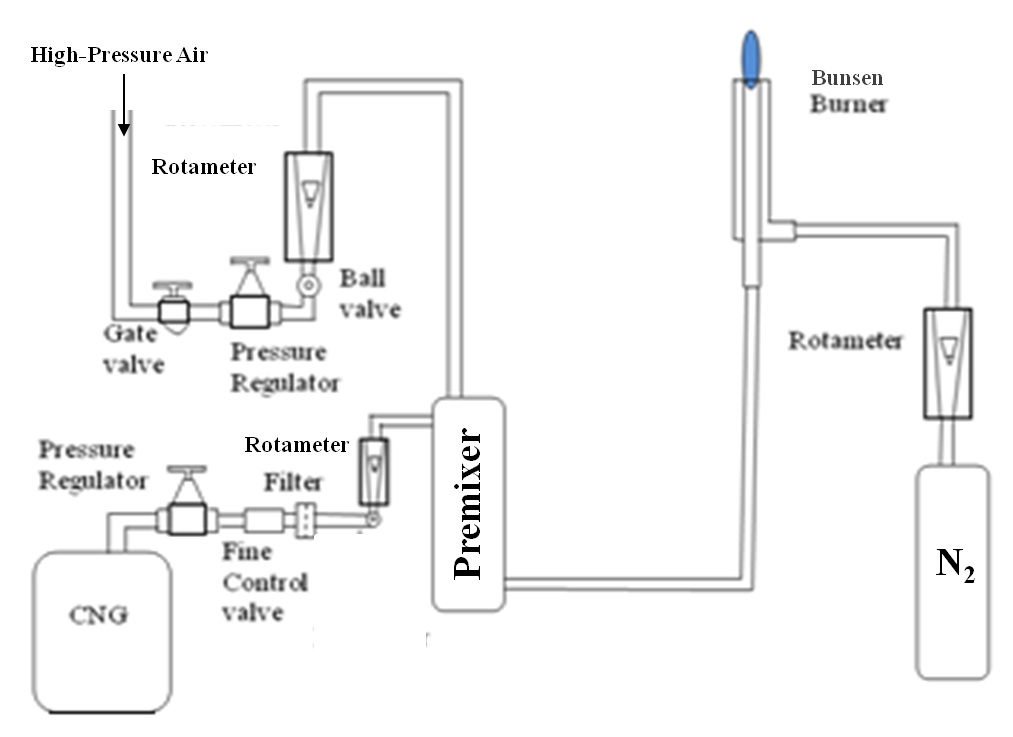 High-Pressure Air
Rotameter
Ball
valve
Gate
valve
Pressure
Regulator
Bunsen
Burner
Rotameter
Pressure
Regulator
Rotameter
Filter
Fine
Control
valve
CNG
Premixer
N₂